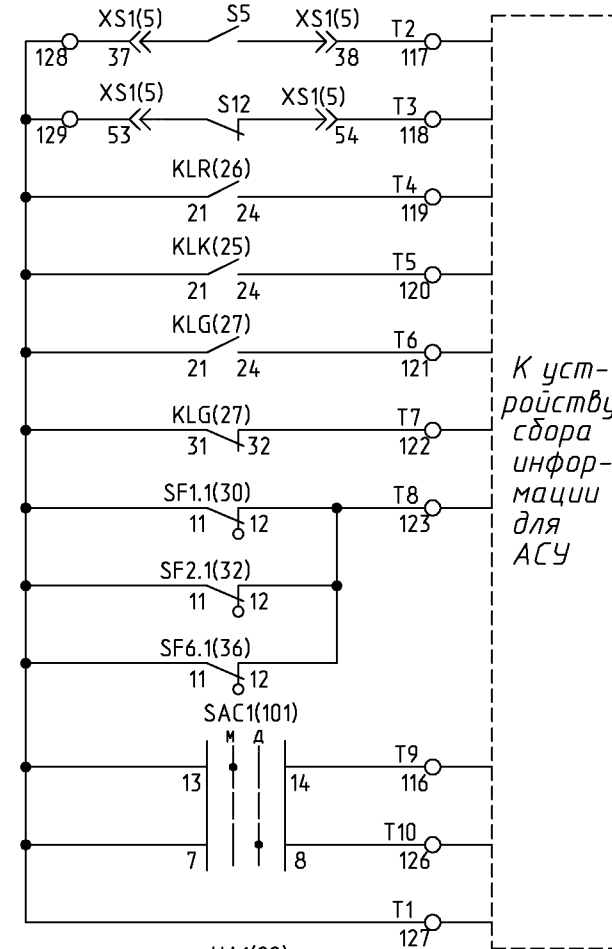 XS1(5) S5 XS1(5) T2
128 37 38 117
XS1(5) S12 XS1(5) T3
129 53 54 118
KLR(26) T4
21 24 119
KLK(25) T5
21 24 120
KLG(27) T6
21 24 121
KLG(27) T7
31 32 122
SF1.1(30) T8
11 12 123
SF2.1(32)
11 12
SF6.1(36)
11 12
SAC1(101)
М Д
13 14 T9
116
7 8 T10
126
T1
127
К уст-
ройству
сбора
инфор-
мации
для
АСУ